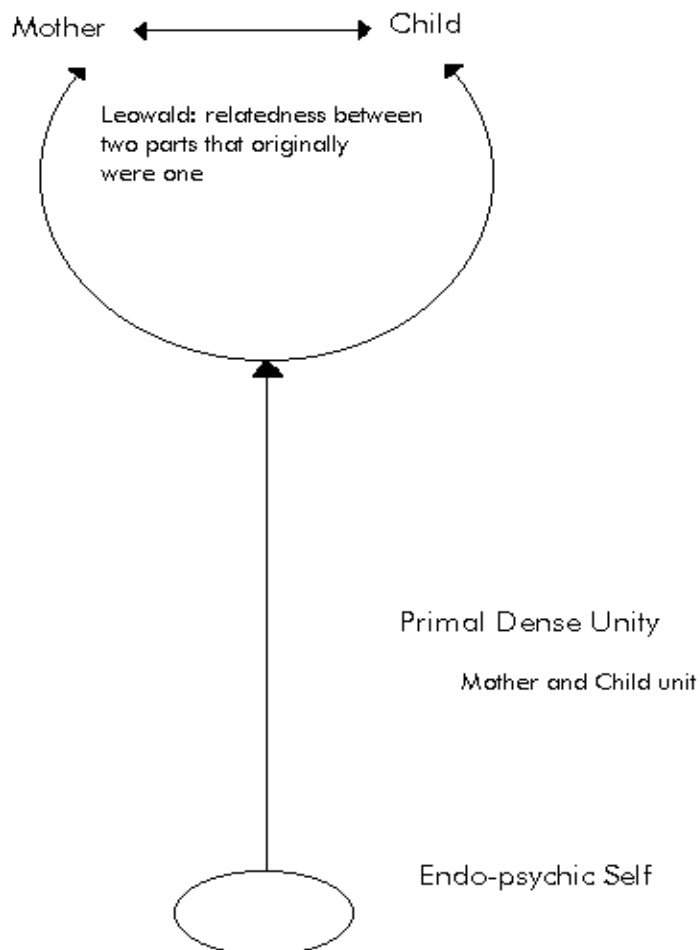 Mother
Child
Leowald: relatedness between
two parts that originally
were one
Primal Dense Unity
Mother and Child unit
Endo-psychic Self